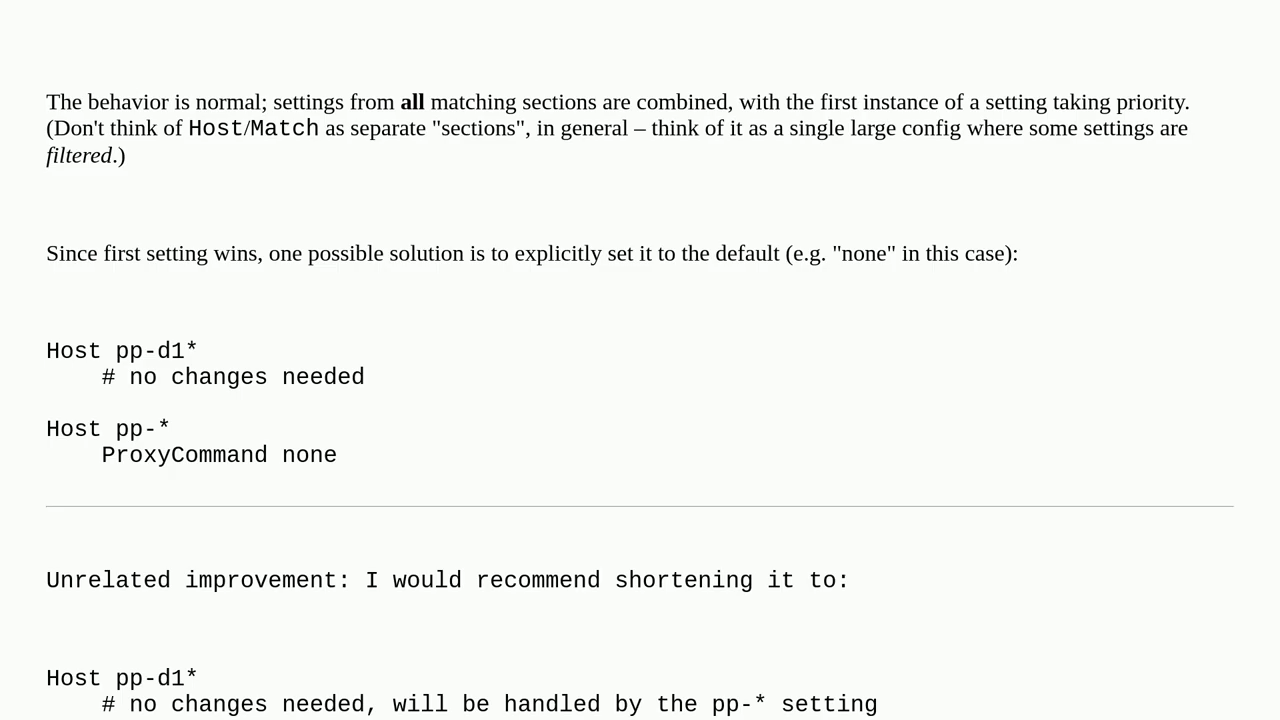 The behavior is normal; settings from all matching sections are combined, with the first instance of a setting taking priority.
(Don't think of Host/Match as separate "sections", in general – think of it as a single large config where some settings are
filtered.)
Since first setting wins, one possible solution is to explicitly set it to the default (e.g. "none" in this case):
Host pp-d1*
    # no changes needed
Host pp-*
    ProxyCommand none
Unrelated improvement: I would recommend shortening it to:
Host pp-d1*
    # no changes needed, will be handled by the pp-* setting